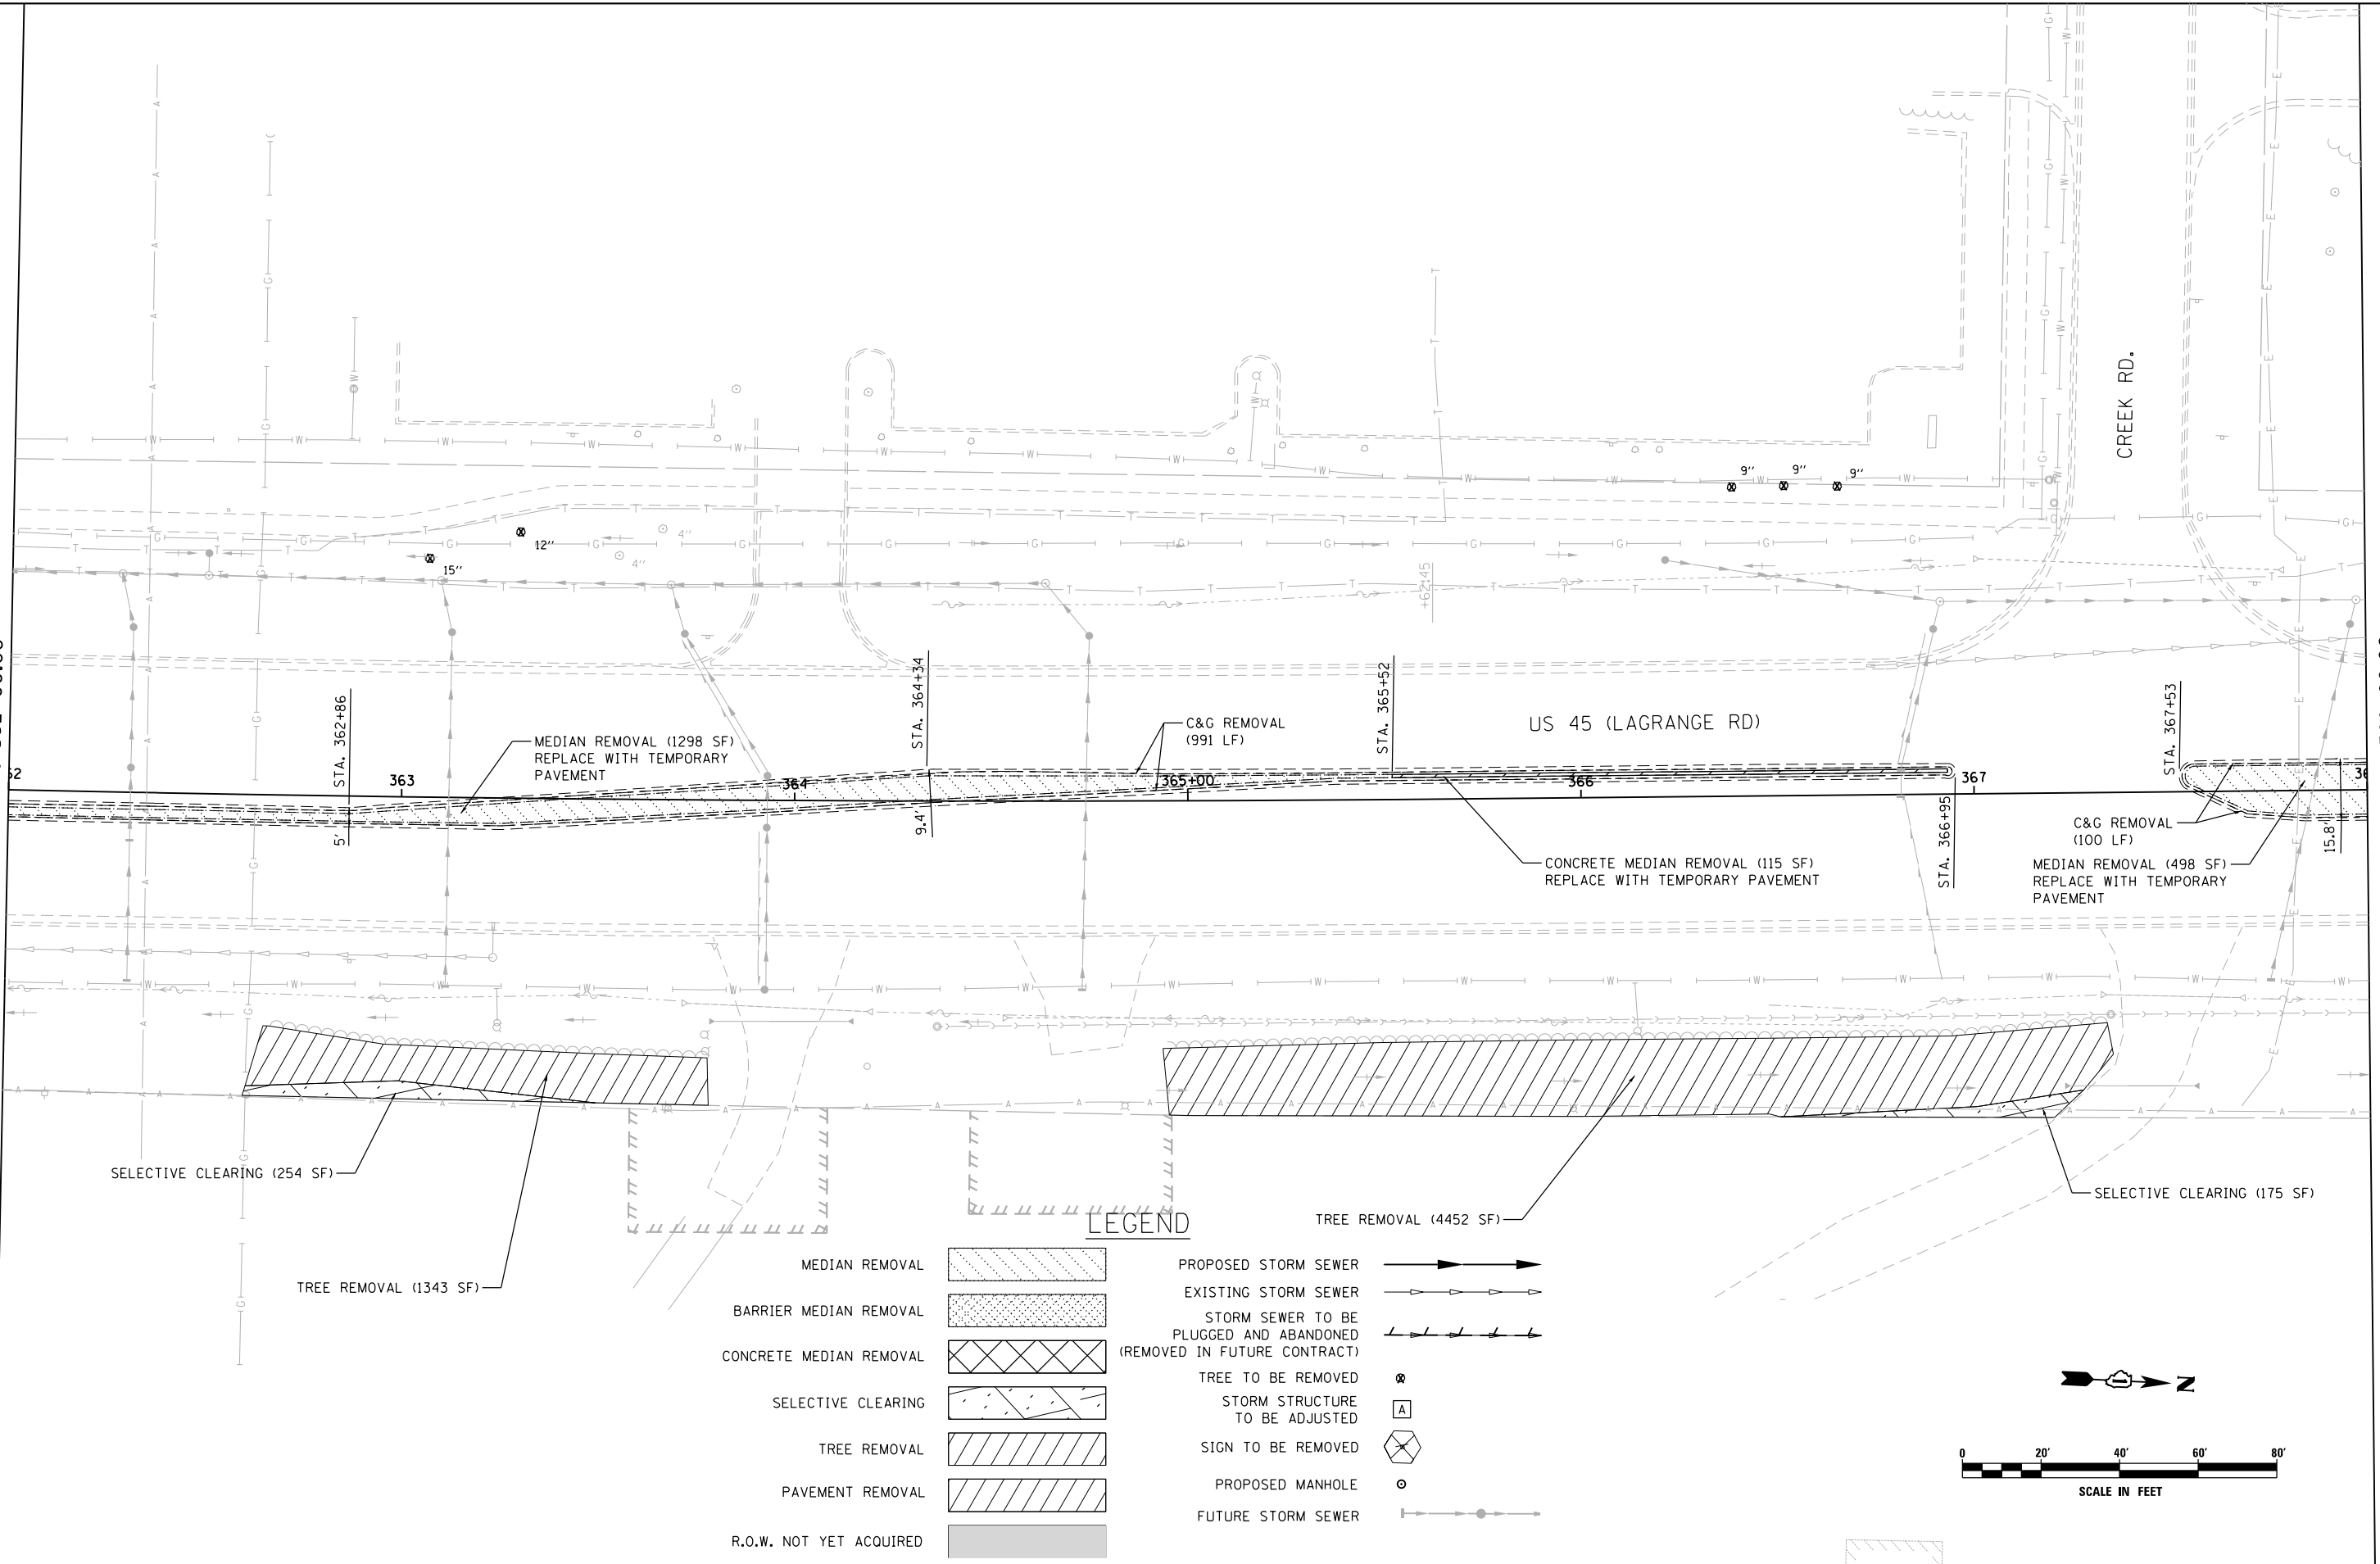 CREEK RD.
9''
9''
9''
12''
4''
15''
4''
+62.45
STA. 362+86
STA. 364+34
STA. 365+52
STA. 367+53
US 45 (LAGRANGE RD)
C&G REMOVAL
(991 LF)
MEDIAN REMOVAL (1298 SF)
REPLACE WITH TEMPORARY
PAVEMENT
363
364
365+00
366
367
5'
9.4'
STA. 366+95
15.8'
C&G REMOVAL
(100 LF)
CONCRETE MEDIAN REMOVAL (115 SF)
REPLACE WITH TEMPORARY PAVEMENT
MEDIAN REMOVAL (498 SF)
REPLACE WITH TEMPORARY
PAVEMENT
SELECTIVE CLEARING (254 SF)
SELECTIVE CLEARING (175 SF)
TREE REMOVAL (4452 SF)
TREE REMOVAL (1343 SF)
LEGEND
MEDIAN REMOVAL
BARRIER MEDIAN REMOVAL
CONCRETE MEDIAN REMOVAL
SELECTIVE CLEARING
TREE REMOVAL
PAVEMENT REMOVAL
R.O.W. NOT YET ACQUIRED
PROPOSED STORM SEWER
EXISTING STORM SEWER
STORM SEWER TO BE
PLUGGED AND ABANDONED
(REMOVED IN FUTURE CONTRACT)
TREE TO BE REMOVED
STORM STRUCTURE
TO BE ADJUSTED
A
SIGN TO BE REMOVED
PROPOSED MANHOLE
FUTURE STORM SEWER
N
0 20' 40' 60' 80'
SCALE IN FEET